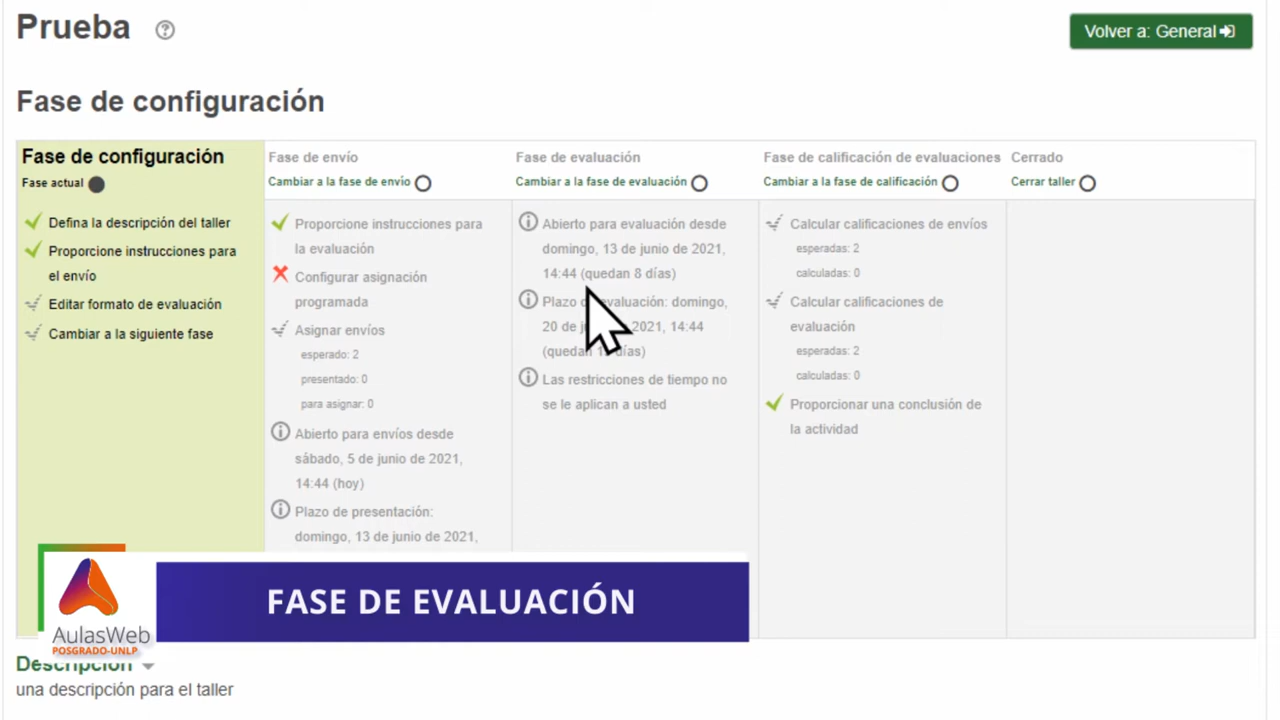 Prueba
Volver a: General
Fase de configuración
Fase de configuración
Fase actual
Defina la descripción del taller
Proporcione instrucciones para
el envío
Editar formato de evaluación
Cambiar a la siguiente fase
Fase de envío
Cambiar a la fase de envío
Proporcione instrucciones para
la evaluación
Configurar asignación
programada
Asignar envíos
esperado: 2
presentado: 0
para asignar: 0
Abierto para envíos desde
sábado, 5 de junio de 2021,
14:44 (hoy)
Plazo de presentación:
domingo, 13 de junio de 2021,
Fase de evaluación
Cambiar a la fase de evaluación
Abierto para evaluación desde
domingo, 13 de junio de 2021,
14:44 (quedan 8 días)
Plazo evaluación: domingo,
20 de 2021, 14:44
(quedan días)
Las restricciones de tiempo no
se le aplican a usted
Fase de calificación de evaluaciones
Cambiar a la fase de calificación
Calcular calificaciones de envíos
esperadas: 2
calculadas: 0
Calcular calificaciones de
evaluación
esperadas: 2
calculadas: 0
Proporcionar una conclusión de
la actividad
Cerrado
Cerrar taller
FASE DE EVALUACIÓN
AulasWeb
POSGRADO-UNLP
Descripción
una descripción para el taller